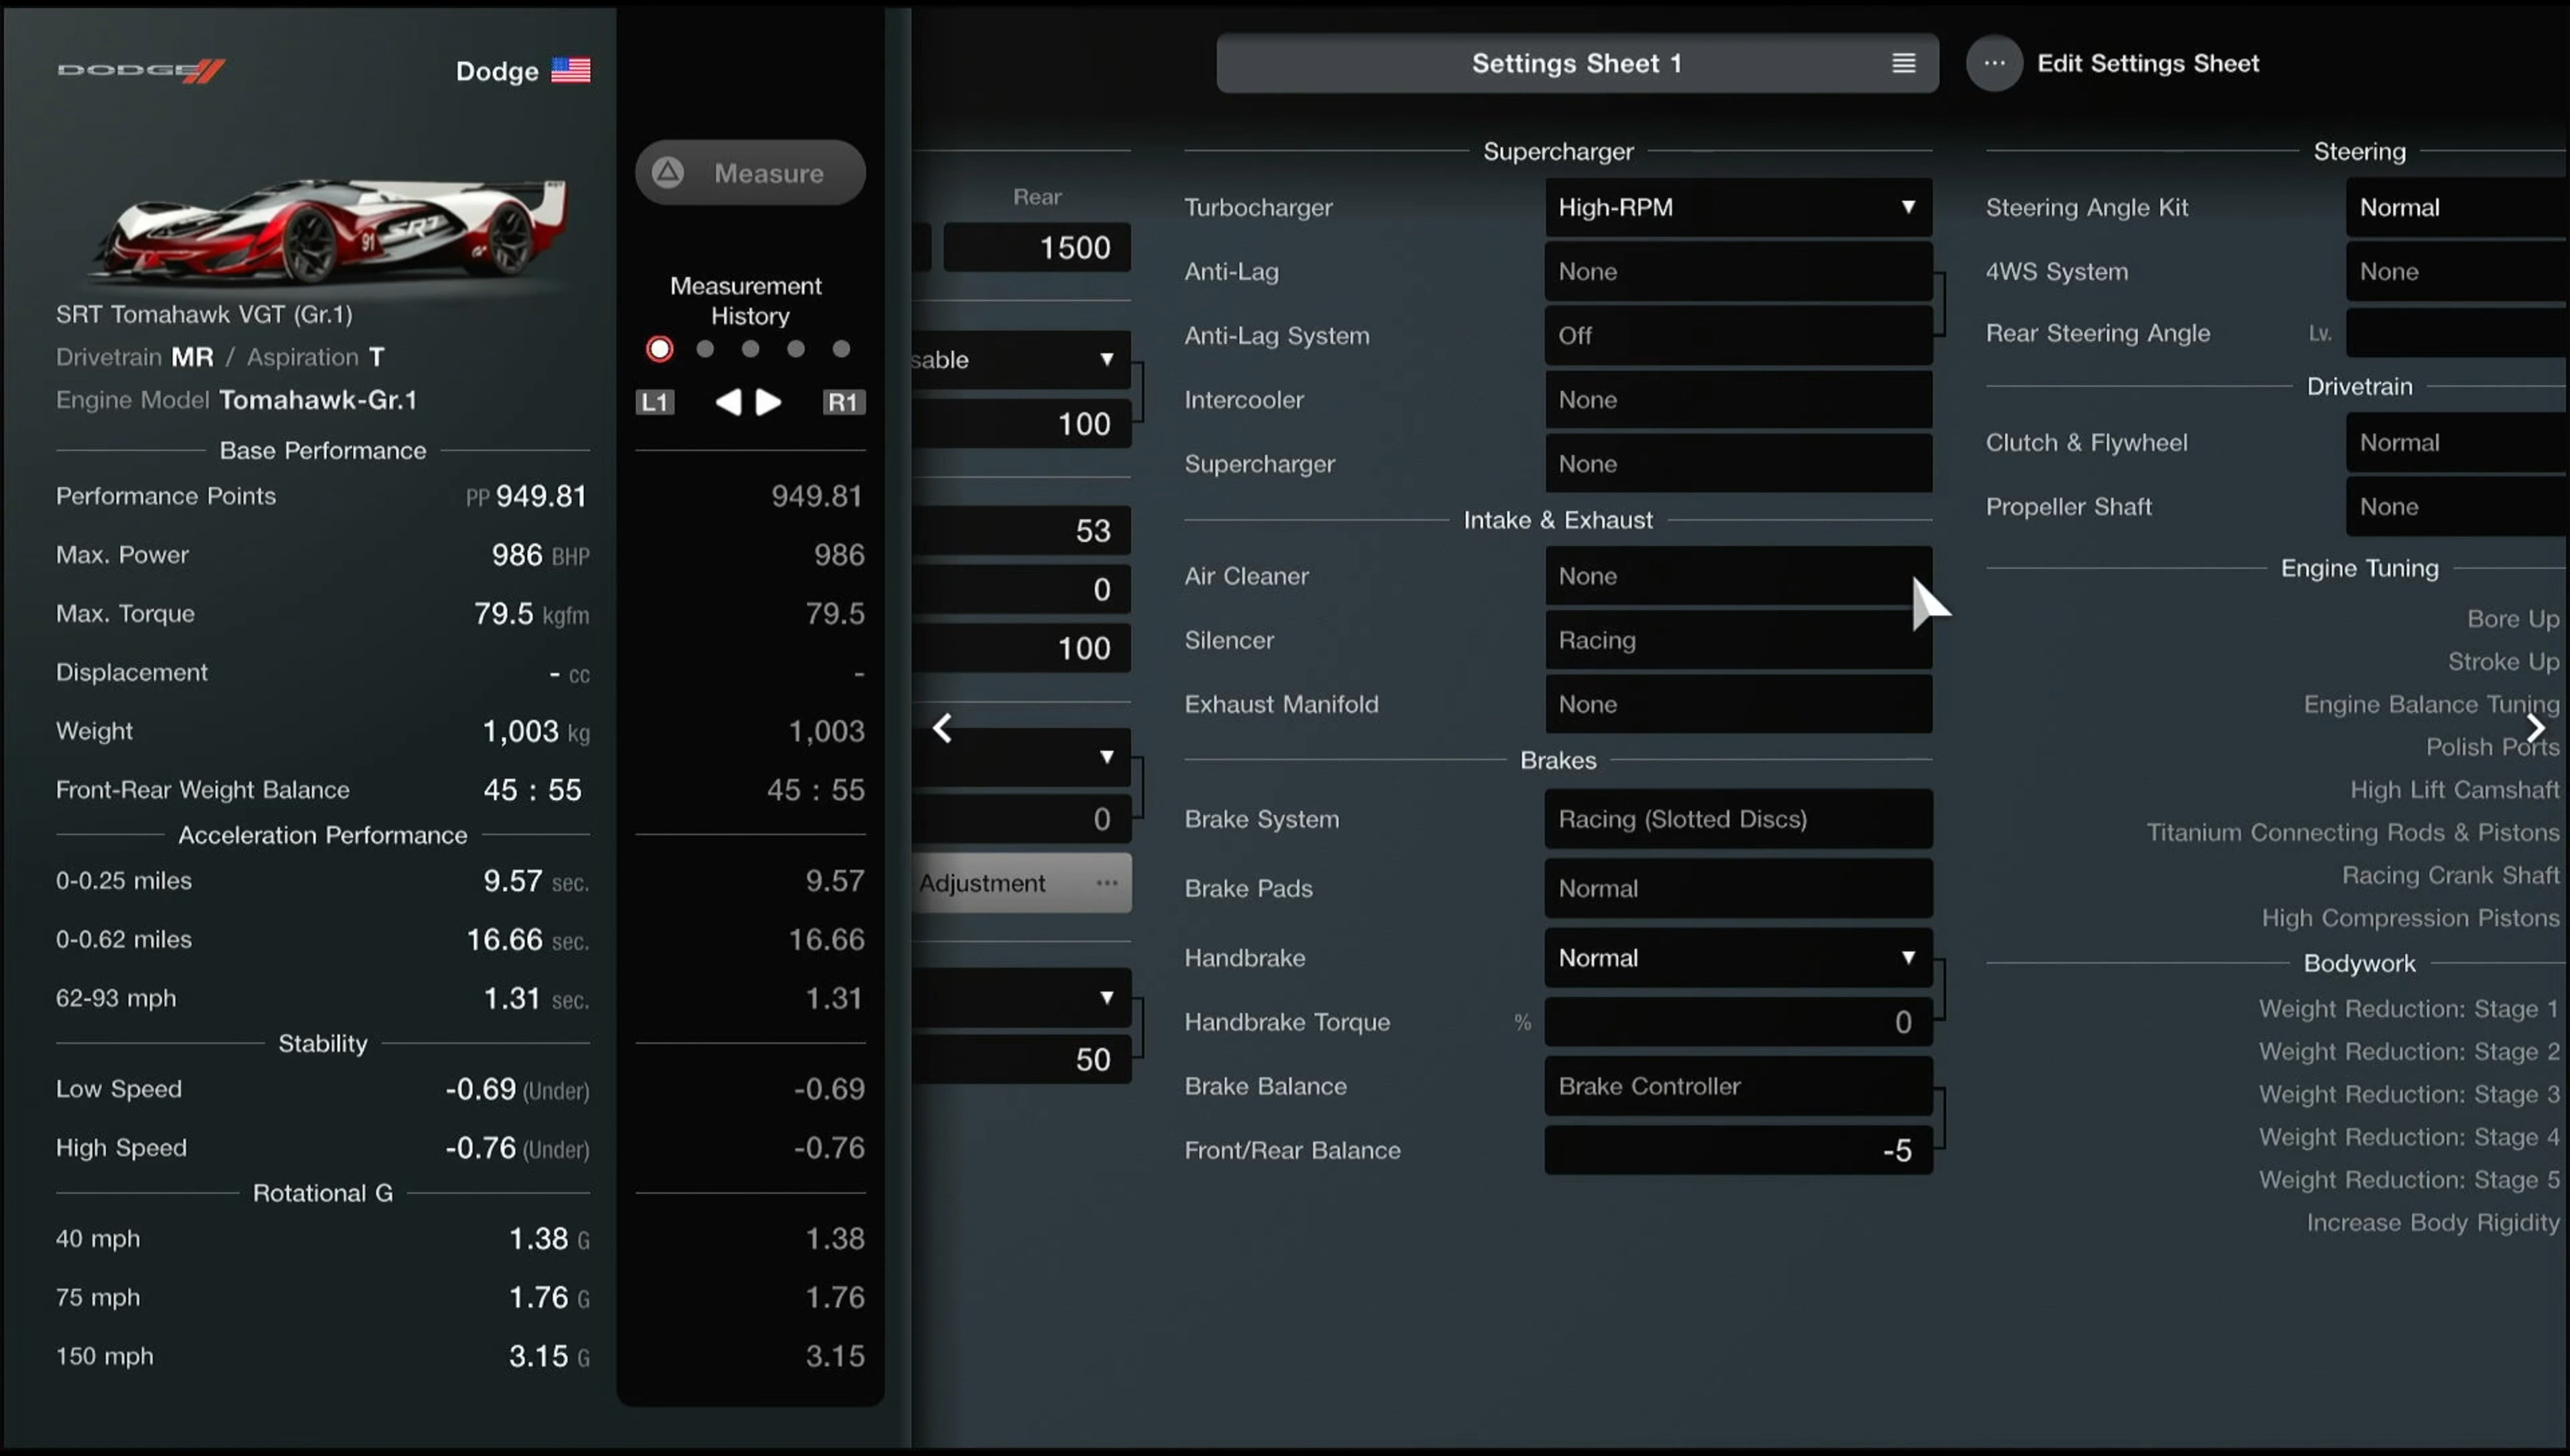 DODGE
Dodge
SRT Tomahawk VGT (Gr.1)
Drivetrain MR / Aspiration T
Engine Model Tomahawk-Gr.1
Base Performance
Performance Points PP 949.81
Max. Power 986 BHP
Max. Torque 79.5 kgfm
Displacement - cc
Weight 1,003 kg
Front-Rear Weight Balance 45 : 55
Acceleration Performance
0-0.25 miles 9.57 sec.
0-0.62 miles 16.66 sec.
62-93 mph 1.31 sec.
Stability
Low Speed -0.69 (Under)
High Speed -0.76 (Under)
Rotational G
40 mph 1.38 G
75 mph 1.76 G
150 mph 3.15 G
Measure
Measurement
History
L1 R1
949.81
986
79.5
-
1,003
45 : 55
9.57
16.66
1.31
-0.69
-0.76
1.38
1.76
3.15
Settings Sheet 1
Edit Settings Sheet
Rear
1500
sable
100
53
0
100
0
Adjustment
50
Supercharger
Turbocharger High-RPM
Anti-Lag None
Anti-Lag System Off
Intercooler None
Supercharger None
Intake & Exhaust
Air Cleaner None
Silencer Racing
Exhaust Manifold None
Brakes
Brake System Racing (Slotted Discs)
Brake Pads Normal
Handbrake Normal
Handbrake Torque % 0
Brake Balance Brake Controller
Front/Rear Balance -5
Steering
Steering Angle Kit Normal
4WS System None
Rear Steering Angle Lv.
Drivetrain
Clutch & Flywheel Normal
Propeller Shaft None
Engine Tuning
Bore Up
Stroke Up
Engine Balance Tuning
Polish Ports
High Lift Camshaft
Titanium Connecting Rods & Pistons
Racing Crank Shaft
High Compression Pistons
Bodywork
Weight Reduction: Stage 1
Weight Reduction: Stage 2
Weight Reduction: Stage 3
Weight Reduction: Stage 4
Weight Reduction: Stage 5
Increase Body Rigidity
91
SRT